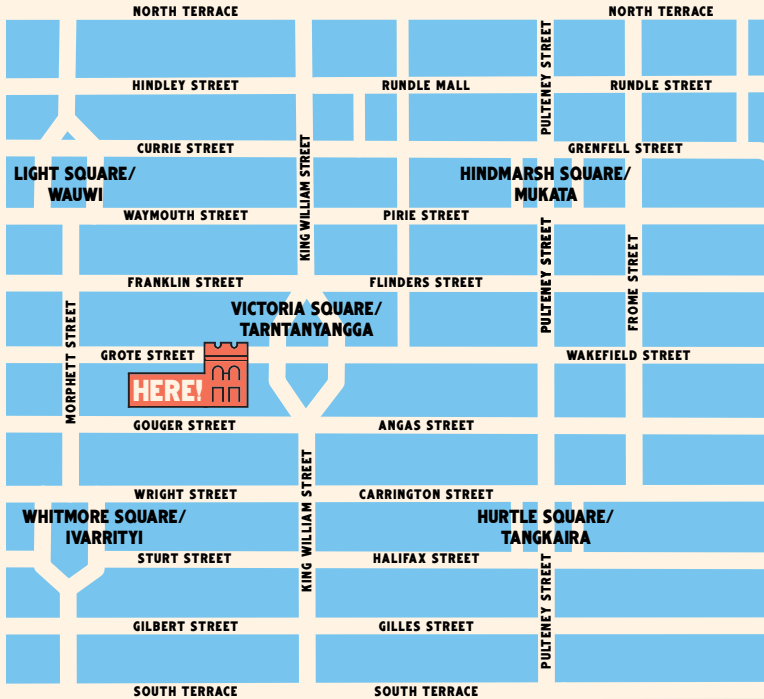 NORTH TERRACE
NORTH TERRACE
PULTENEY STREET
HINDLEY STREET
RUNDLE MALL
RUNDLE STREET
KING WILLIAM STREET
CURRIE STREET
GRENFELL STREET
LIGHT SQUARE/
WAUWI
HINDMARSH SQUARE/
MUKATA
WAYMOUTH STREET
PIRIE STREET
PULTENEY STREET
FROME STREET
FRANKLIN STREET
FLINDERS STREET
VICTORIA SQUARE/
TARNTANYANGGA
MORPHETT STREET
GROTE STREET
WAKEFIELD STREET
HERE!
GOUGER STREET
ANGAS STREET
KING WILLIAM STREET
WRIGHT STREET
CARRINGTON STREET
WHITMORE SQUARE/
IVARRITYI
HURTLE SQUARE/
TANGKAIRA
STURT STREET
HALIFAX STREET
PULTENEY STREET
GILBERT STREET
GILLES STREET
SOUTH TERRACE
SOUTH TERRACE